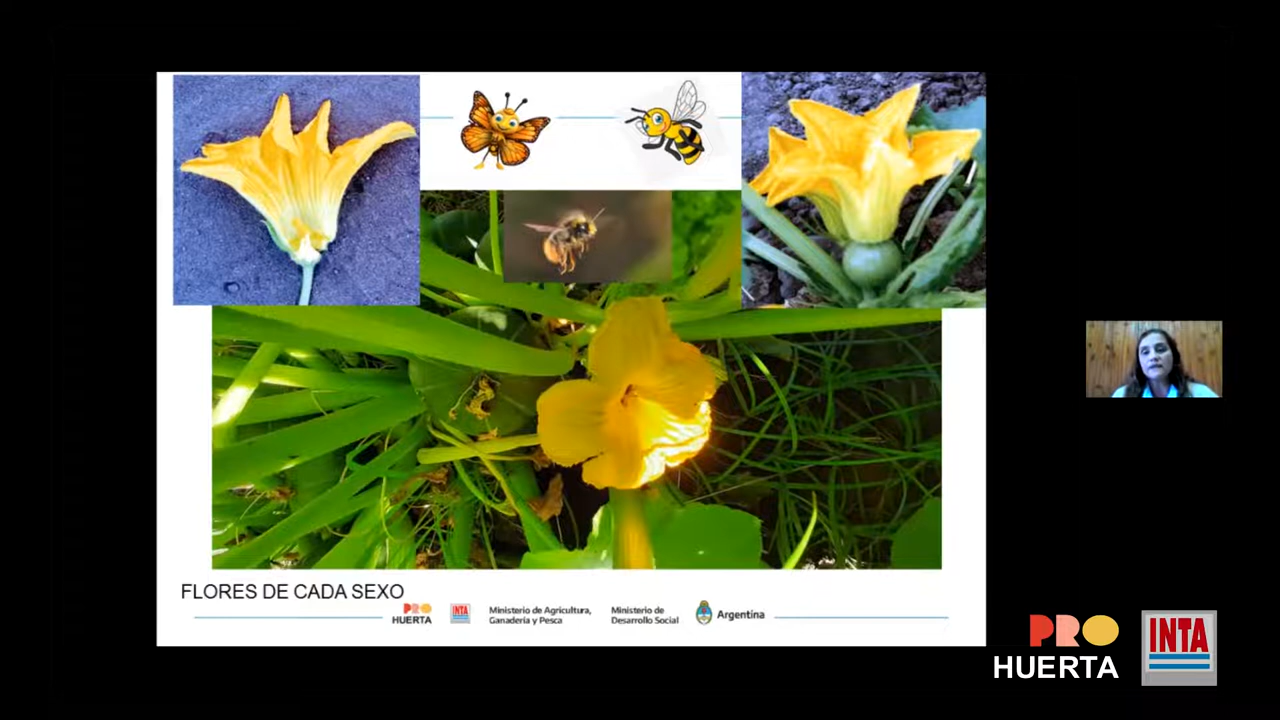 FLORES DE CADA SEXO
PRO
HUERTA
INTA
Ministerio de Agricultura,
Ganadería y Pesca
Ministerio de
Desarrollo Social
Argentina
PRO
HUERTA
INTA